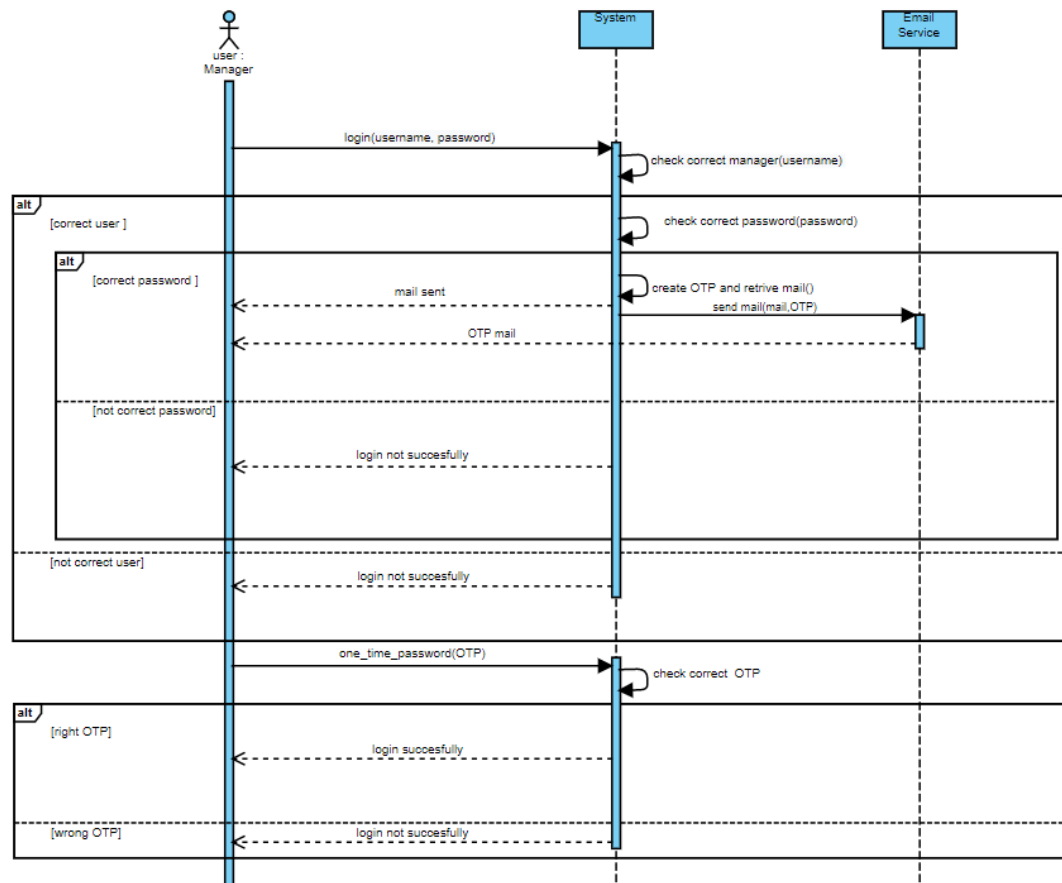 user :
Manager
System
Email
Service
login(username, password)
check correct manager(username)
alt
[correct user ]
check correct password(password)
alt
[correct password ]
create OTP and retrive mail()
mail sent
send mail(mail,OTP)
OTP mail
[not correct password]
login not succesfully
[not correct user]
login not succesfully
one_time_password(OTP)
check correct  OTP
alt
[right OTP]
login succesfully
[wrong OTP]
login not succesfully